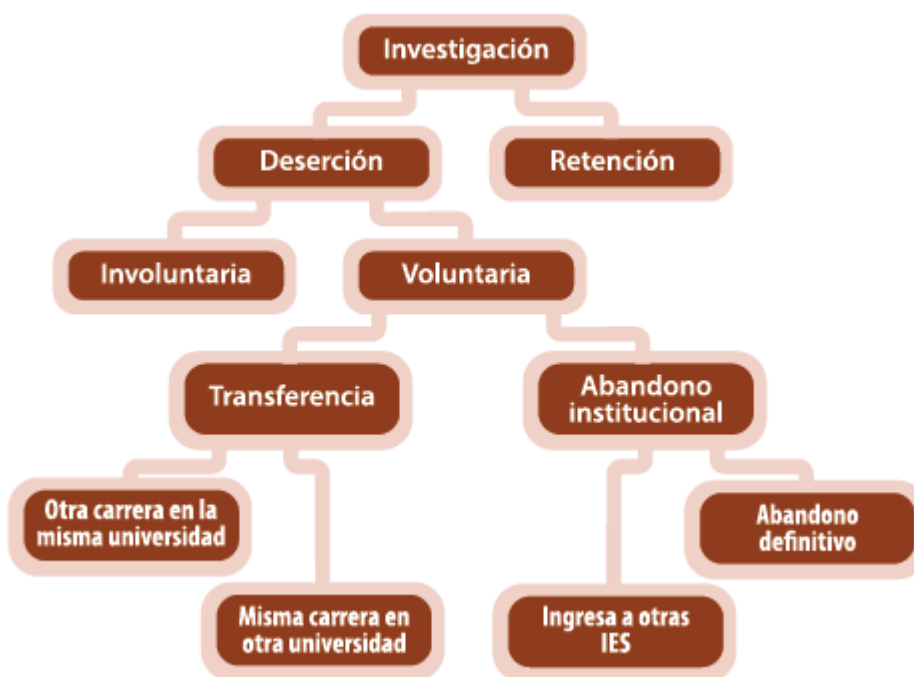 Investigación
Deserción
Retención
Involuntaria
Voluntaria
Transferencia
Abandono
institucional
Otra carrera en la
misma universidad
Abandono
definitivo
Misma carrera en
otra universidad
Ingresa a otras
IES